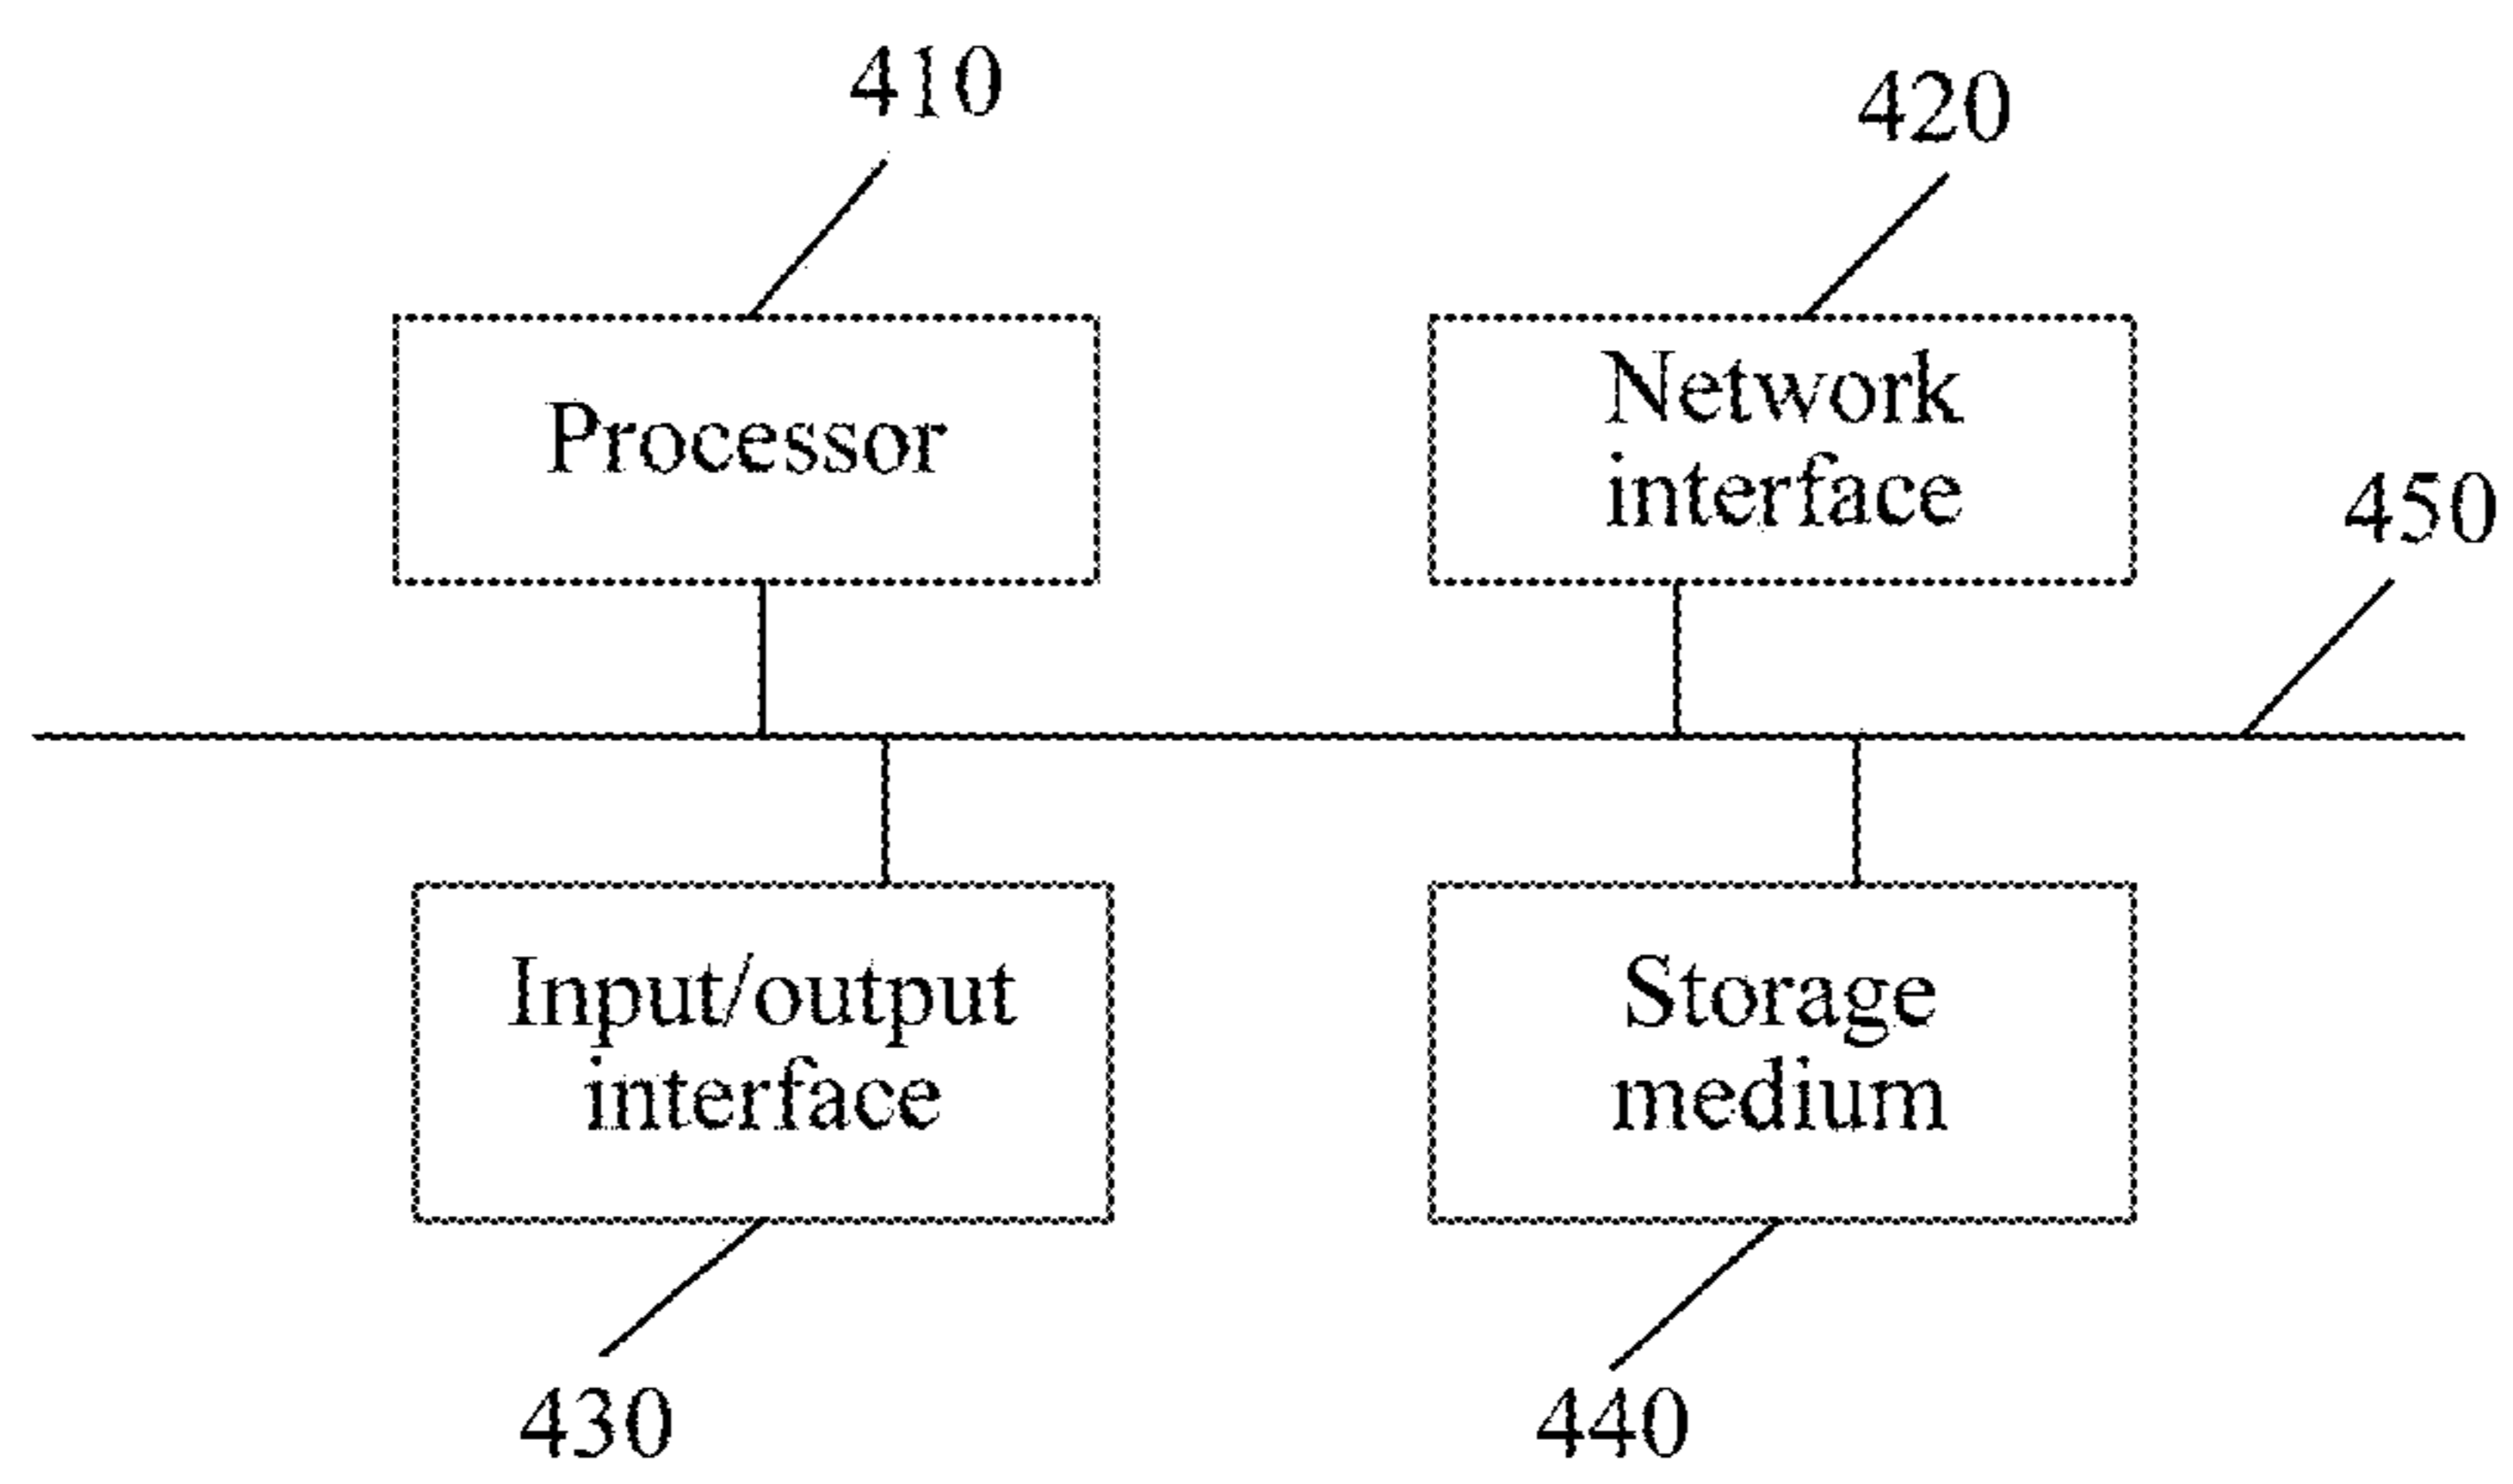 410
420
Processor
Network
interface
450
Input/output
interface
Storage
medium
430
440